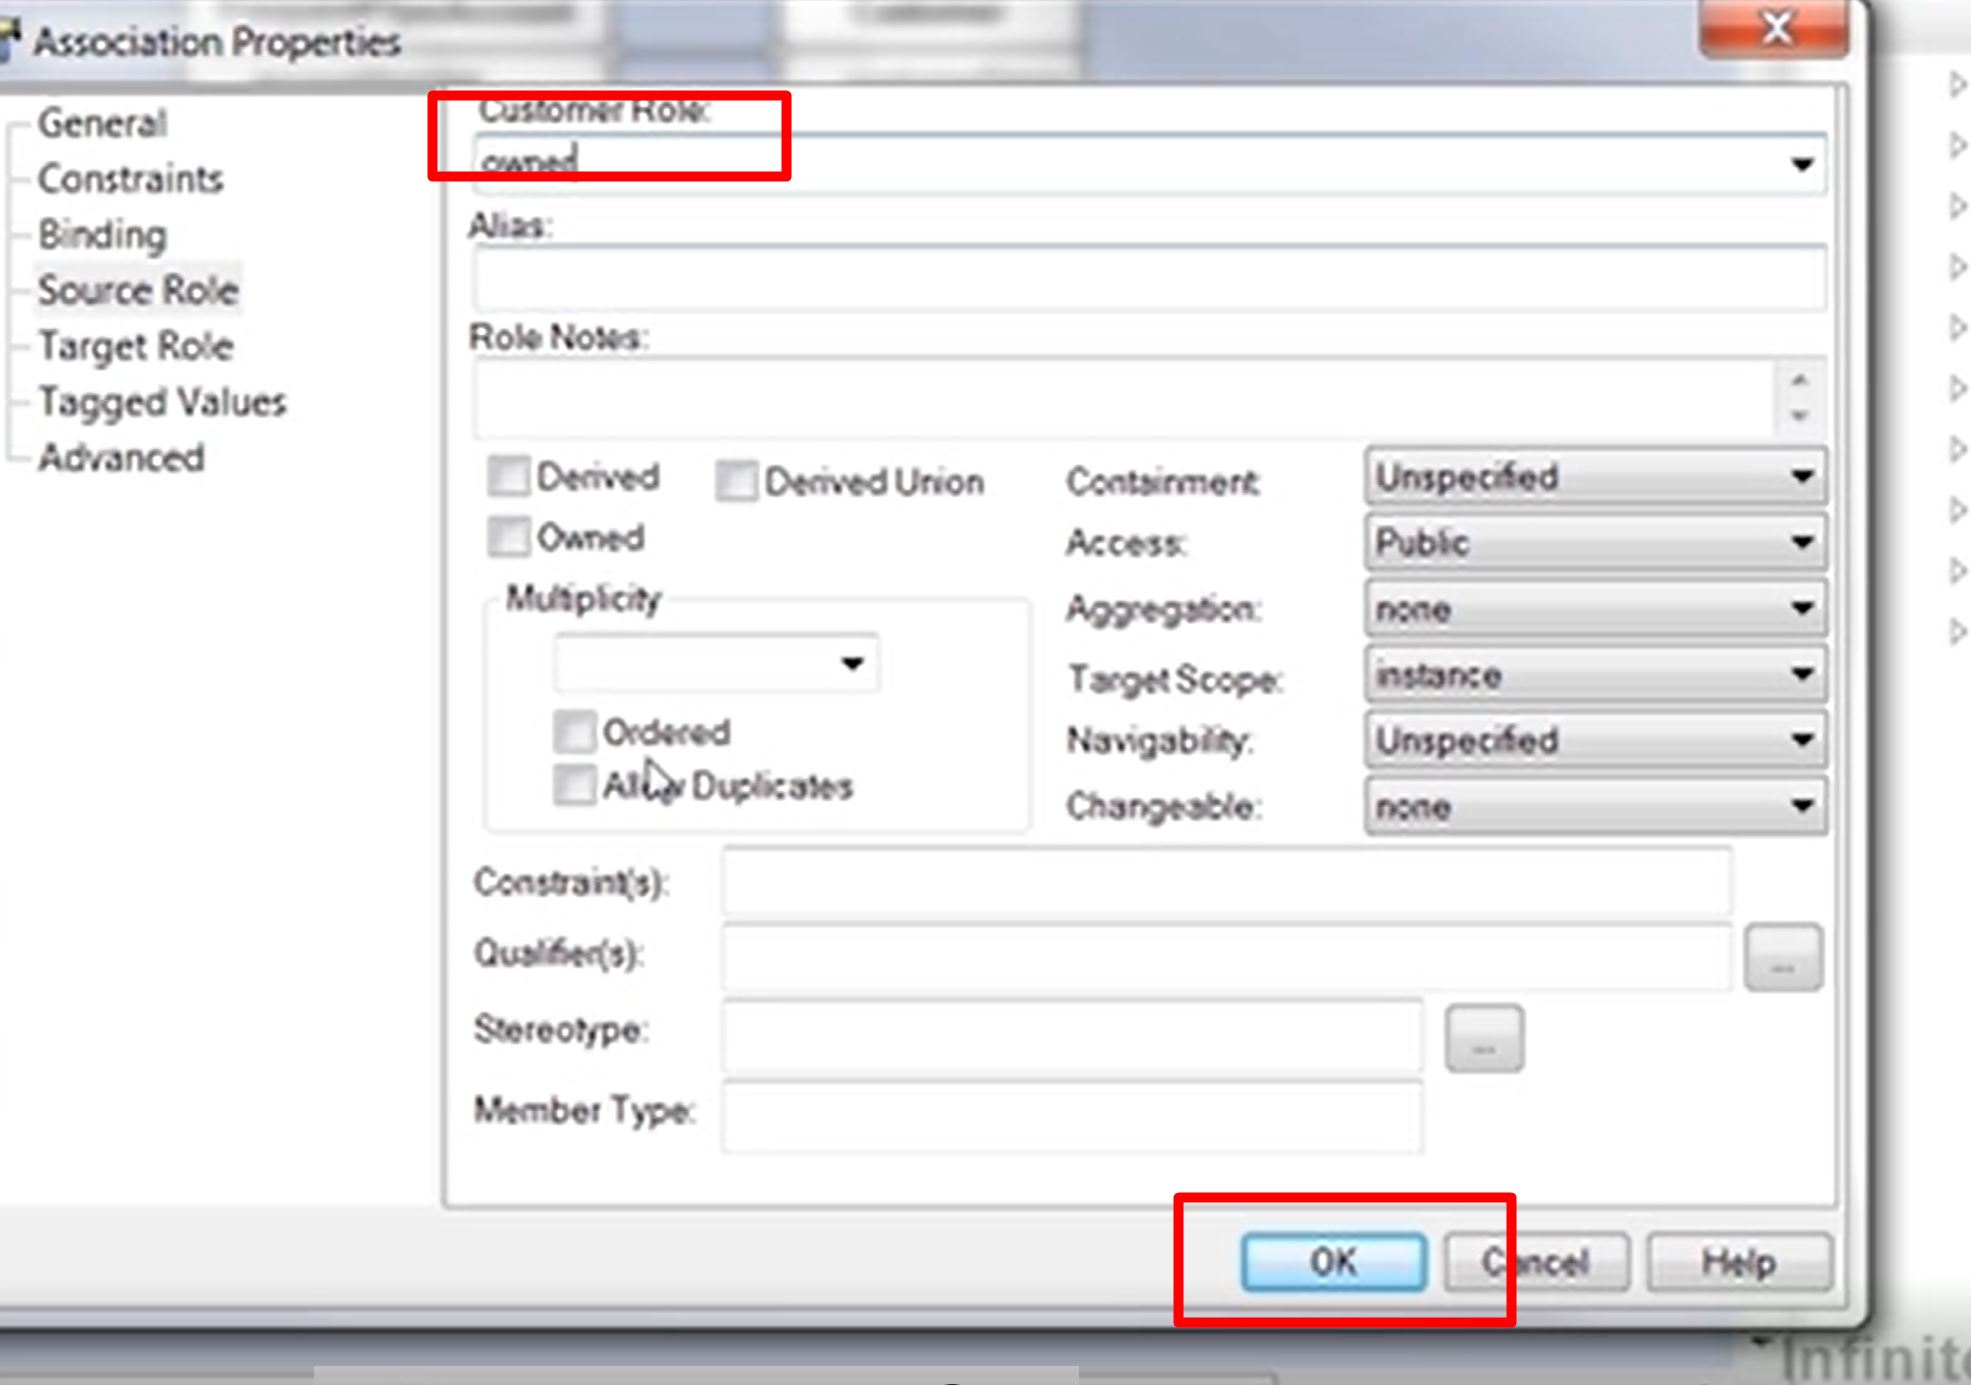 Customer
Association Properties
General
Constraints
Binding
Source Role
Target Role
Tagged Values
Advanced
Customer Role:
owned
Alias:
Role Notes:
Derived
Derived Union
Owned
Multiplicity
Ordered
Allow Duplicates
Containment:
Unspecified
Access:
Public
Aggregation:
none
Target Scope:
instance
Navigability:
Unspecified
Changeable:
none
Constraint(s):
Qualifier(s):
...
Stereotype:
...
Member Type:
OK
Cancel
Help
Infinite